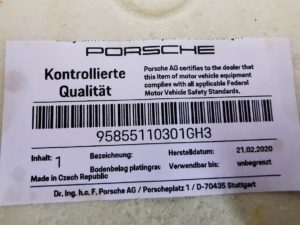 PORSCHE
Kontrollierte Qualität
Porsche AG certifies to the dealer that
this item of motor vehicle equipment
complies with all applicable Federal
Motor Vehicle Safety Standards.
95855110301GH3
Inhalt: 1
Bezeichnung:
Herstelldatum: 21.02.2020
Bodenbelag platingrau
Verwendbar bis: unbegrenzt
Made in Czech Republic
Dr. Ing. h.c. F. Porsche AG / Porscheplatz 1 / D-70435 Stuttgart